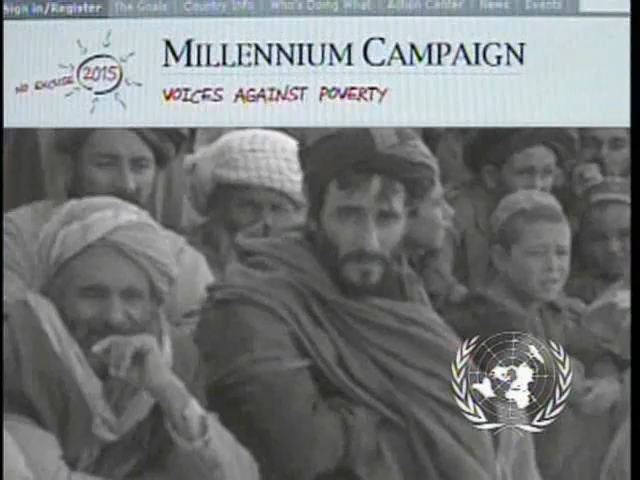 Sign in/Register | The Goals | Country Info | Who's Doing What | Action Center | News | Events
NO EXCUSE 2015
MILLENNIUM CAMPAIGN
VOICES AGAINST POVERTY